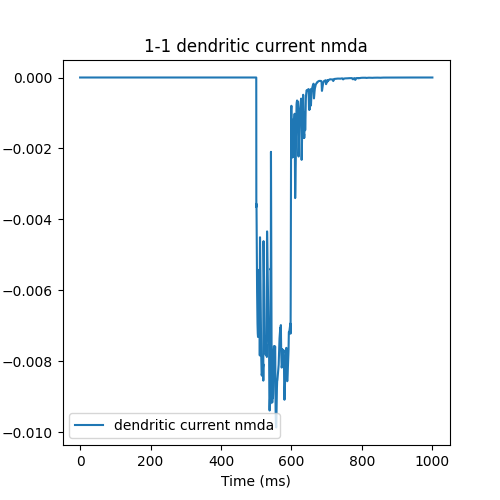 1-1 dendritic current nmda
0.000
−0.002
−0.004
−0.006
−0.008
−0.010
dendritic current nmda
0 200 400 600 800 1000
Time (ms)